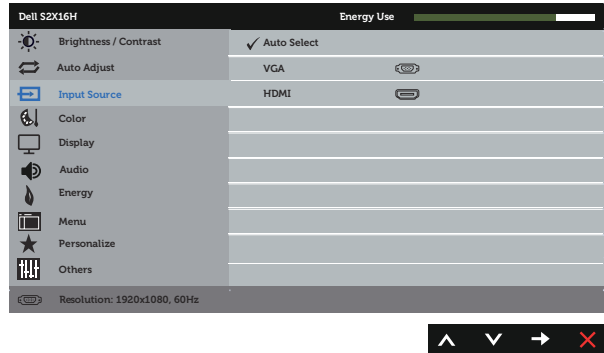 Dell S2X16H Energy Use
Brightness / Contrast
Auto Select
Auto Adjust
VGA
Input Source
HDMI
Color
Display
Audio
Energy
Menu
Personalize
Others
Resolution: 1920x1080, 60Hz